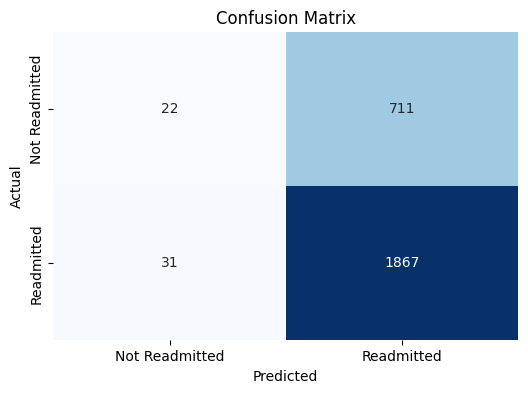 Confusion Matrix
Actual
Not Readmitted
22
711
Readmitted
31
1867
Not Readmitted
Readmitted
Predicted